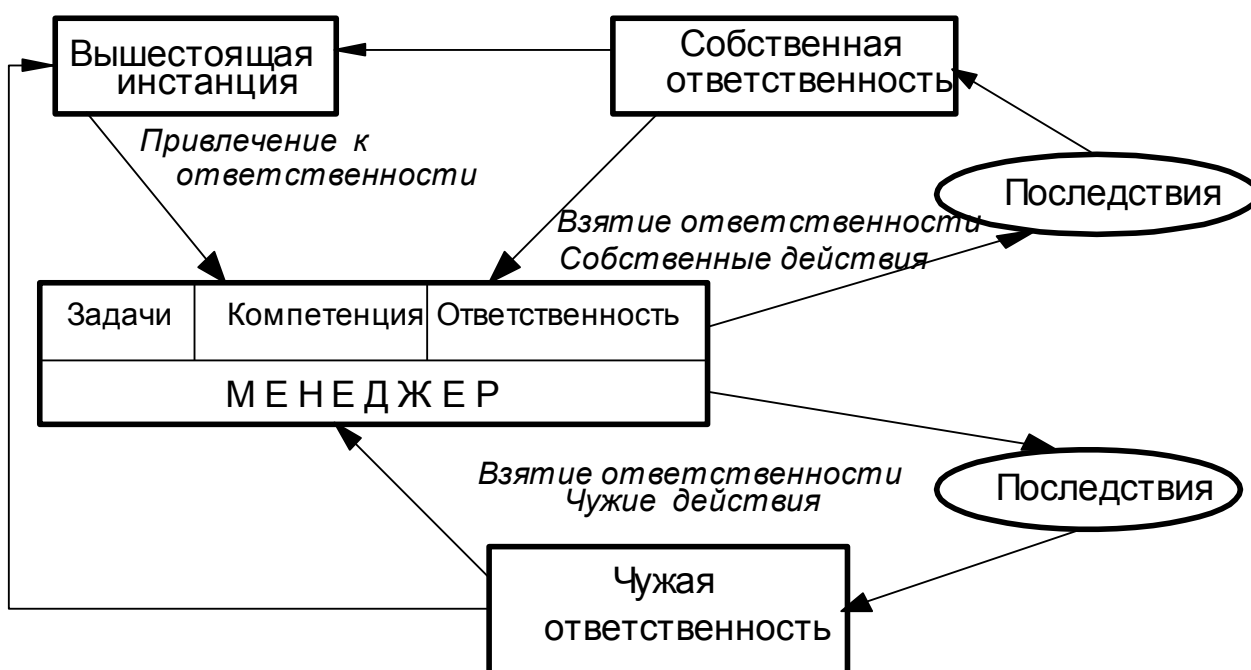 Вышестоящая
инстанция
Собственная
ответственность
Привлечение к
ответственности
Последствия
Взятие ответственности
Собственные действия
Задачи
Компетенция
Ответственность
МЕНЕДЖЕР
Взятие ответственности
Чужие действия
Последствия
Чужая
ответственность